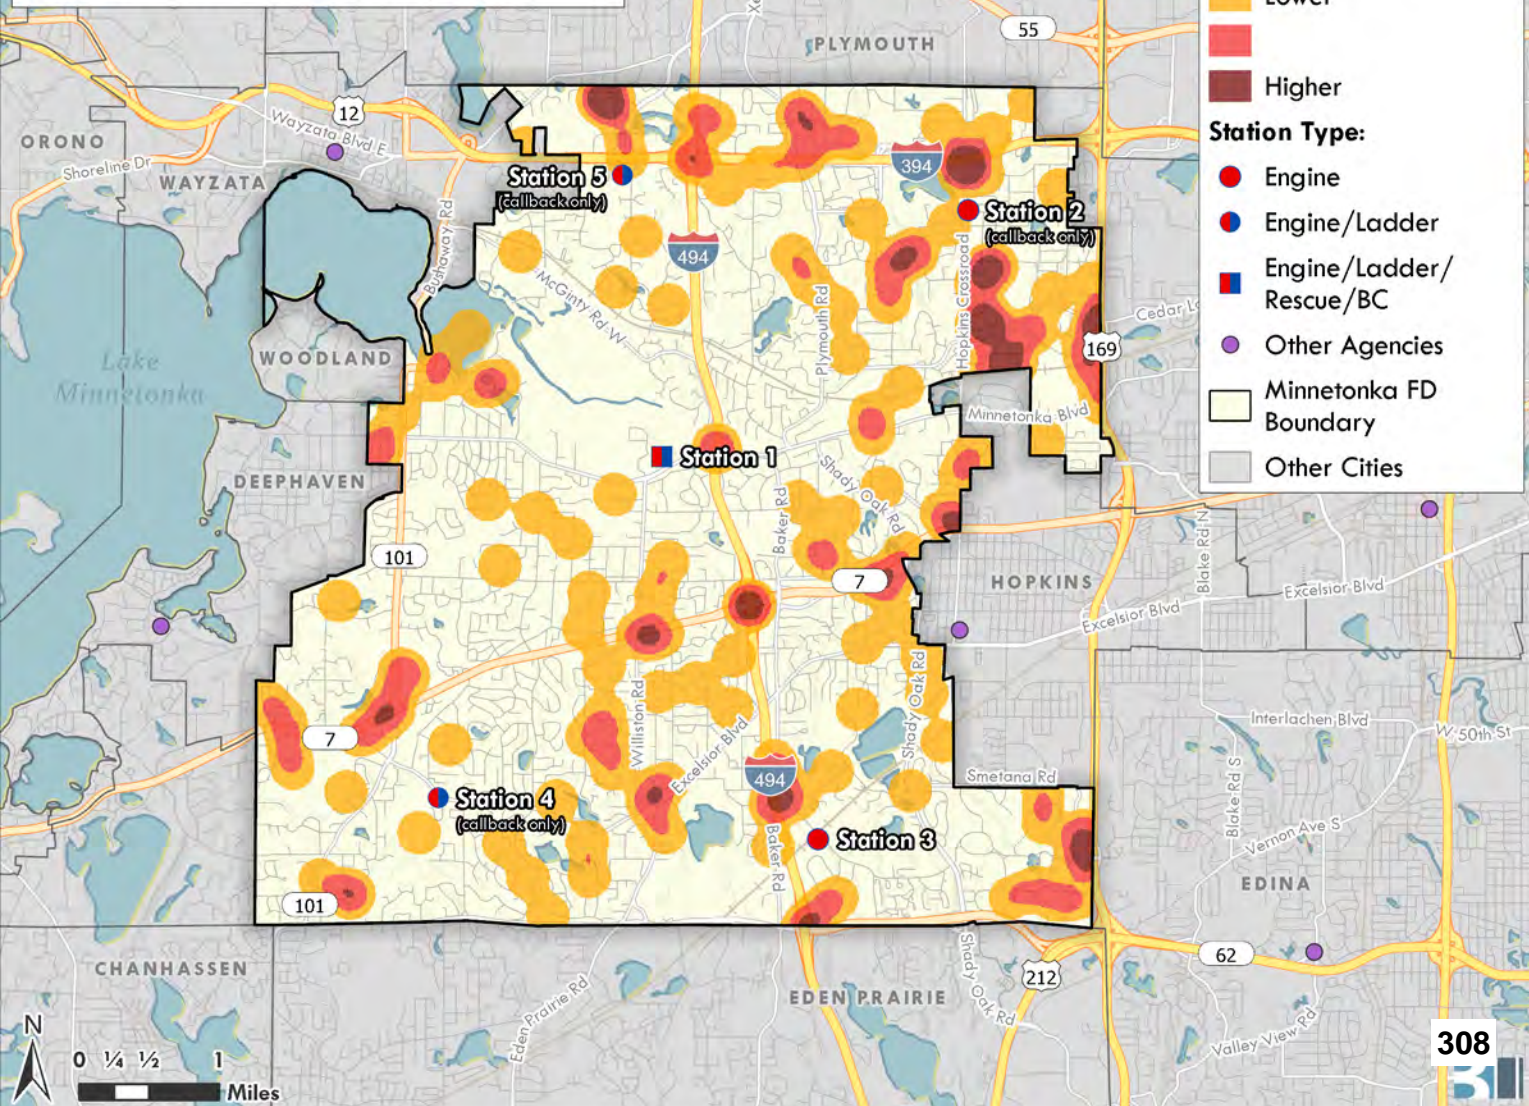 Lower
Higher
Station Type:
Engine
Engine/Ladder
Engine/Ladder/
Rescue/BC
Other Agencies
Minnetonka FD
Boundary
Other Cities
PLYMOUTH
55
12
ORONO
Wayzata Blvd E
Shoreline Dr
WAYZATA
394
Station 5
(callback only)
Station 2
(callback only)
494
Bushaway Rd
McGinty Rd W
Plymouth Rd
Hopkins Crossroad
169
WOODLAND
Lake
Minnetonka
Minnetonka Blvd
Station 1
DEEPHAVEN
Shady Oak Rd
Baker Rd
101
7
HOPKINS
Blake Rd N
Excelsior Blvd
Excelsior Blvd
Shady Oak Rd
Williston Rd
Excelsior Blvd
7
494
Interlachen Blvd
W 50th St
Smetana Rd
Blake Rd S
Vernon Ave S
Station 4
(callback only)
Station 3
Baker Rd
EDINA
101
CHANHASSEN
62
212
Shady Oak Rd
EDEN PRAIRIE
Eden Prairie Rd
Valley View Rd
N
0 ¼ ½ 1
Miles
308